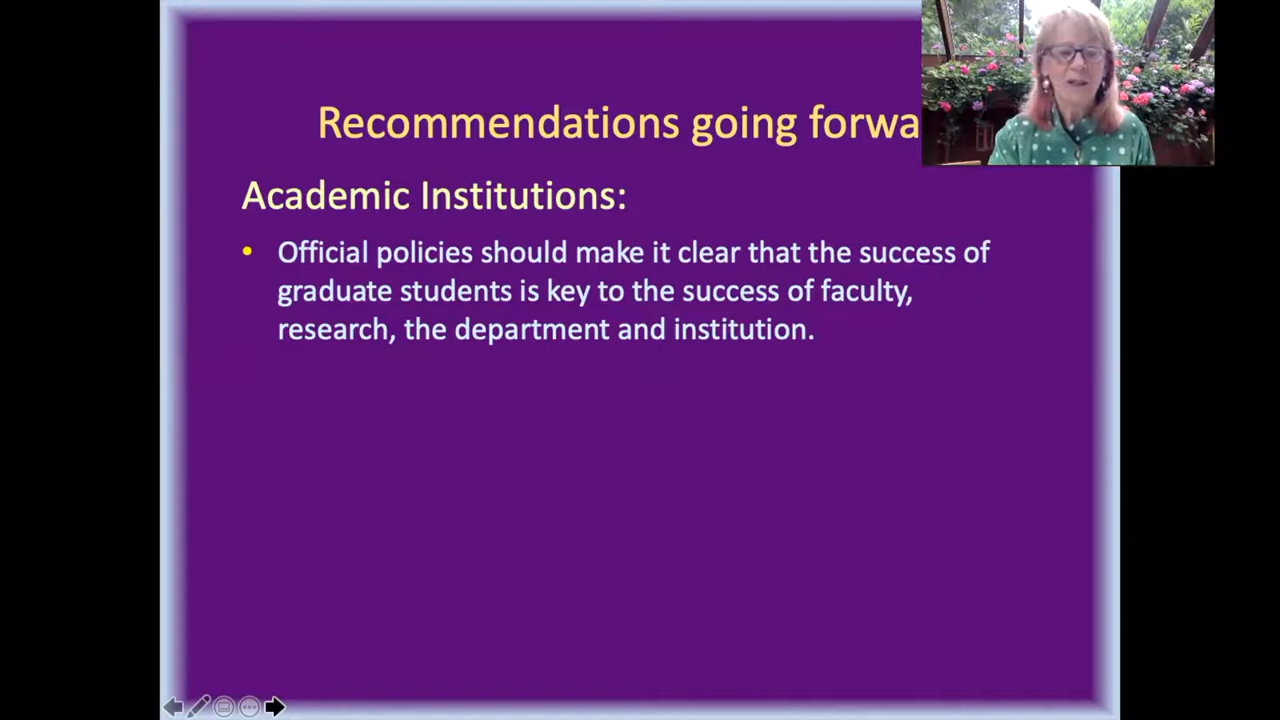 Recommendations going forwa
Academic Institutions:
• Official policies should make it clear that the success of
graduate students is key to the success of faculty,
research, the department and institution.